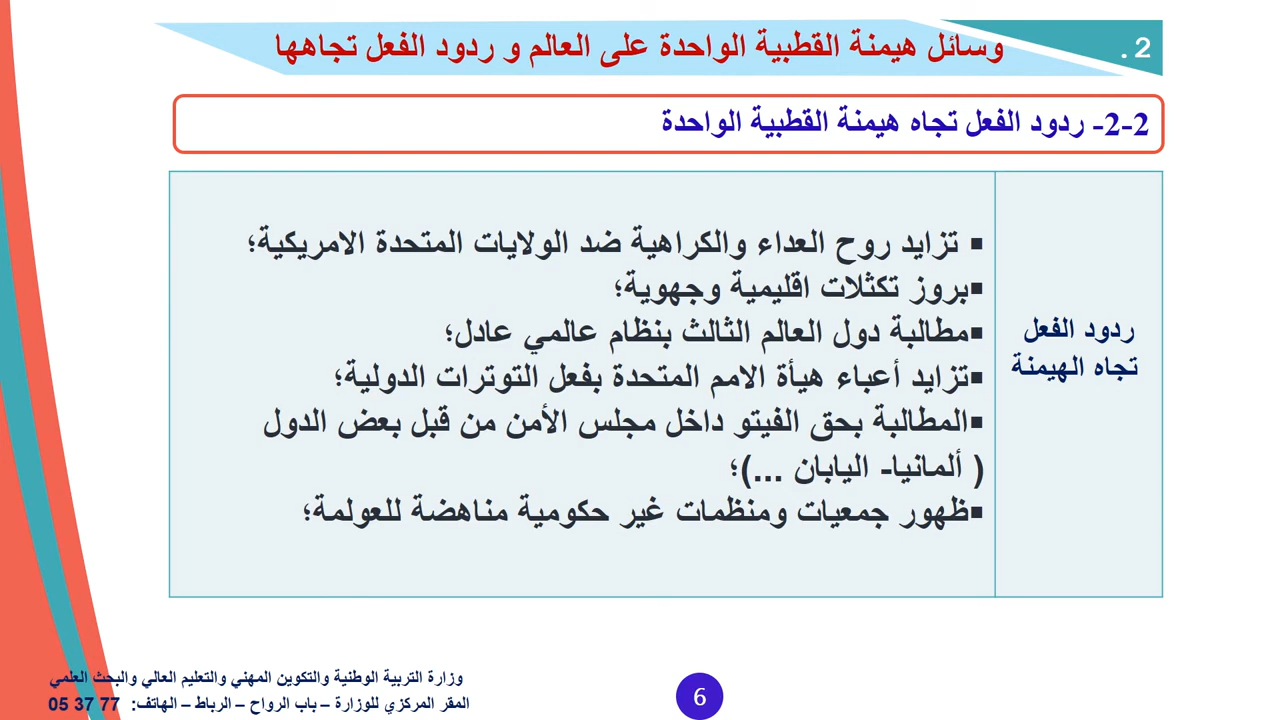 2 .
وسائل هيمنة القطبية الواحدة على العالم و ردود الفعل تجاهها
2-2- ردود الفعل تجاه هيمنة القطبية الواحدة
ردود الفعل
تجاه الهيمنة
▪ تزايد روح العداء والكراهية ضد الولايات المتحدة الامريكية؛
▪بروز تكثلات اقليمية وجهوية؛
▪مطالبة دول العالم الثالث بنظام عالمي عادل؛
▪تزايد أعباء هيأة الامم المتحدة بفعل التوترات الدولية؛
▪المطالبة بحق الفيتو داخل مجلس الأمن من قبل بعض الدول
( ألمانيا- اليابان ...)؛
▪ظهور جمعيات ومنظمات غير حكومية مناهضة للعولمة؛
وزارة التربية الوطنية والتكوين المهني والتعليم العالي والبحث العلمي
المقر المركزي للوزارة – باب الرواح – الرباط – الهاتف: 77 37 05
6